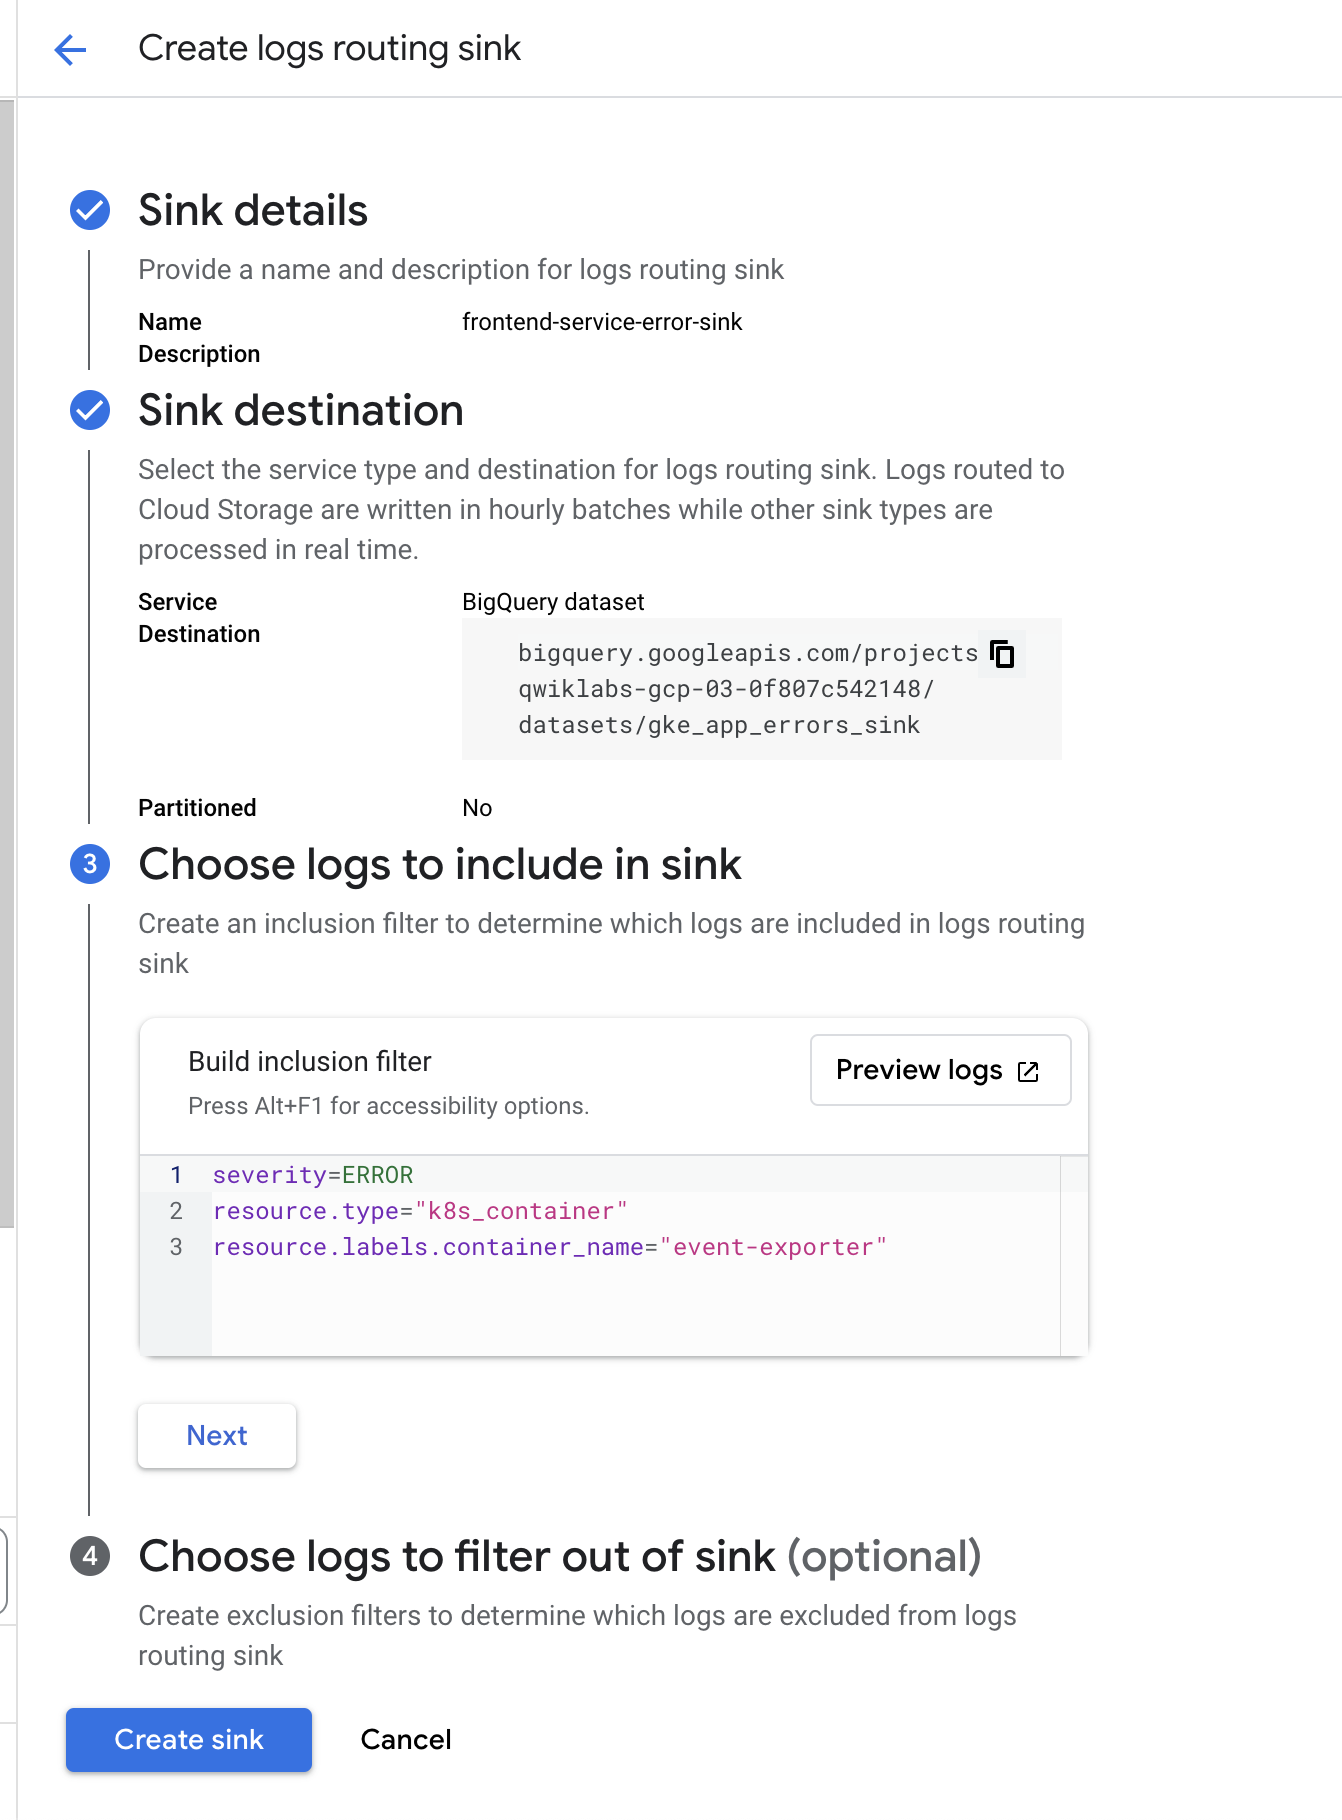 Create logs routing sink
Sink details
Provide a name and description for logs routing sink
Name frontend-service-error-sink
Description
Sink destination
Select the service type and destination for logs routing sink. Logs routed to
Cloud Storage are written in hourly batches while other sink types are
processed in real time.
Service BigQuery dataset
Destination
bigquery.googleapis.com/projects
qwiklabs-gcp-03-0f807c542148/
datasets/gke_app_errors_sink
Partitioned No
3 Choose logs to include in sink
Create an inclusion filter to determine which logs are included in logs routing
sink
Build inclusion filter
Preview logs
Press Alt+F1 for accessibility options.
1 severity=ERROR
2 resource.type="k8s_container"
3 resource.labels.container_name="event-exporter"
Next
4 Choose logs to filter out of sink (optional)
Create exclusion filters to determine which logs are excluded from logs
routing sink
Create sink Cancel